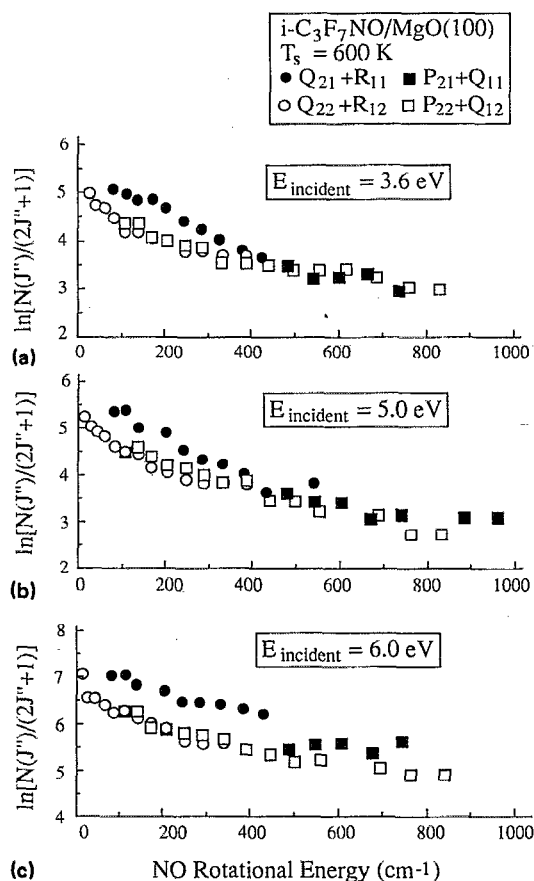 i-C₃F₇NO/MgO(100)
Tₛ = 600 K
● Q₂₁+R₁₁ ■ P₂₁+Q₁₁
○ Q₂₂+R₁₂ □ P₂₂+Q₁₂
E incident = 3.6 eV
ln[N(J")/(2J"+1)]
6
5
4
3
2
0 200 400 600 800 1000
(a)
E incident = 5.0 eV
ln[N(J")/(2J"+1)]
6
5
4
3
2
0 200 400 600 800 1000
(b)
E incident = 6.0 eV
ln[N(J")/(2J"+1)]
8
7
6
5
4
0 200 400 600 800 1000
(c) NO Rotational Energy (cm⁻¹)